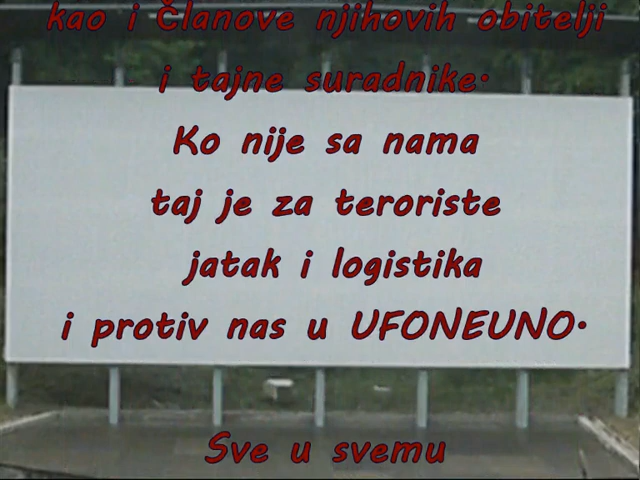 kao i Članove njihovih obitelji
i tajne suradnike.
Ko nije sa nama
taj je za teroriste
jatak i logistika
i protiv nas u UFONEUNO.
Sve u svemu